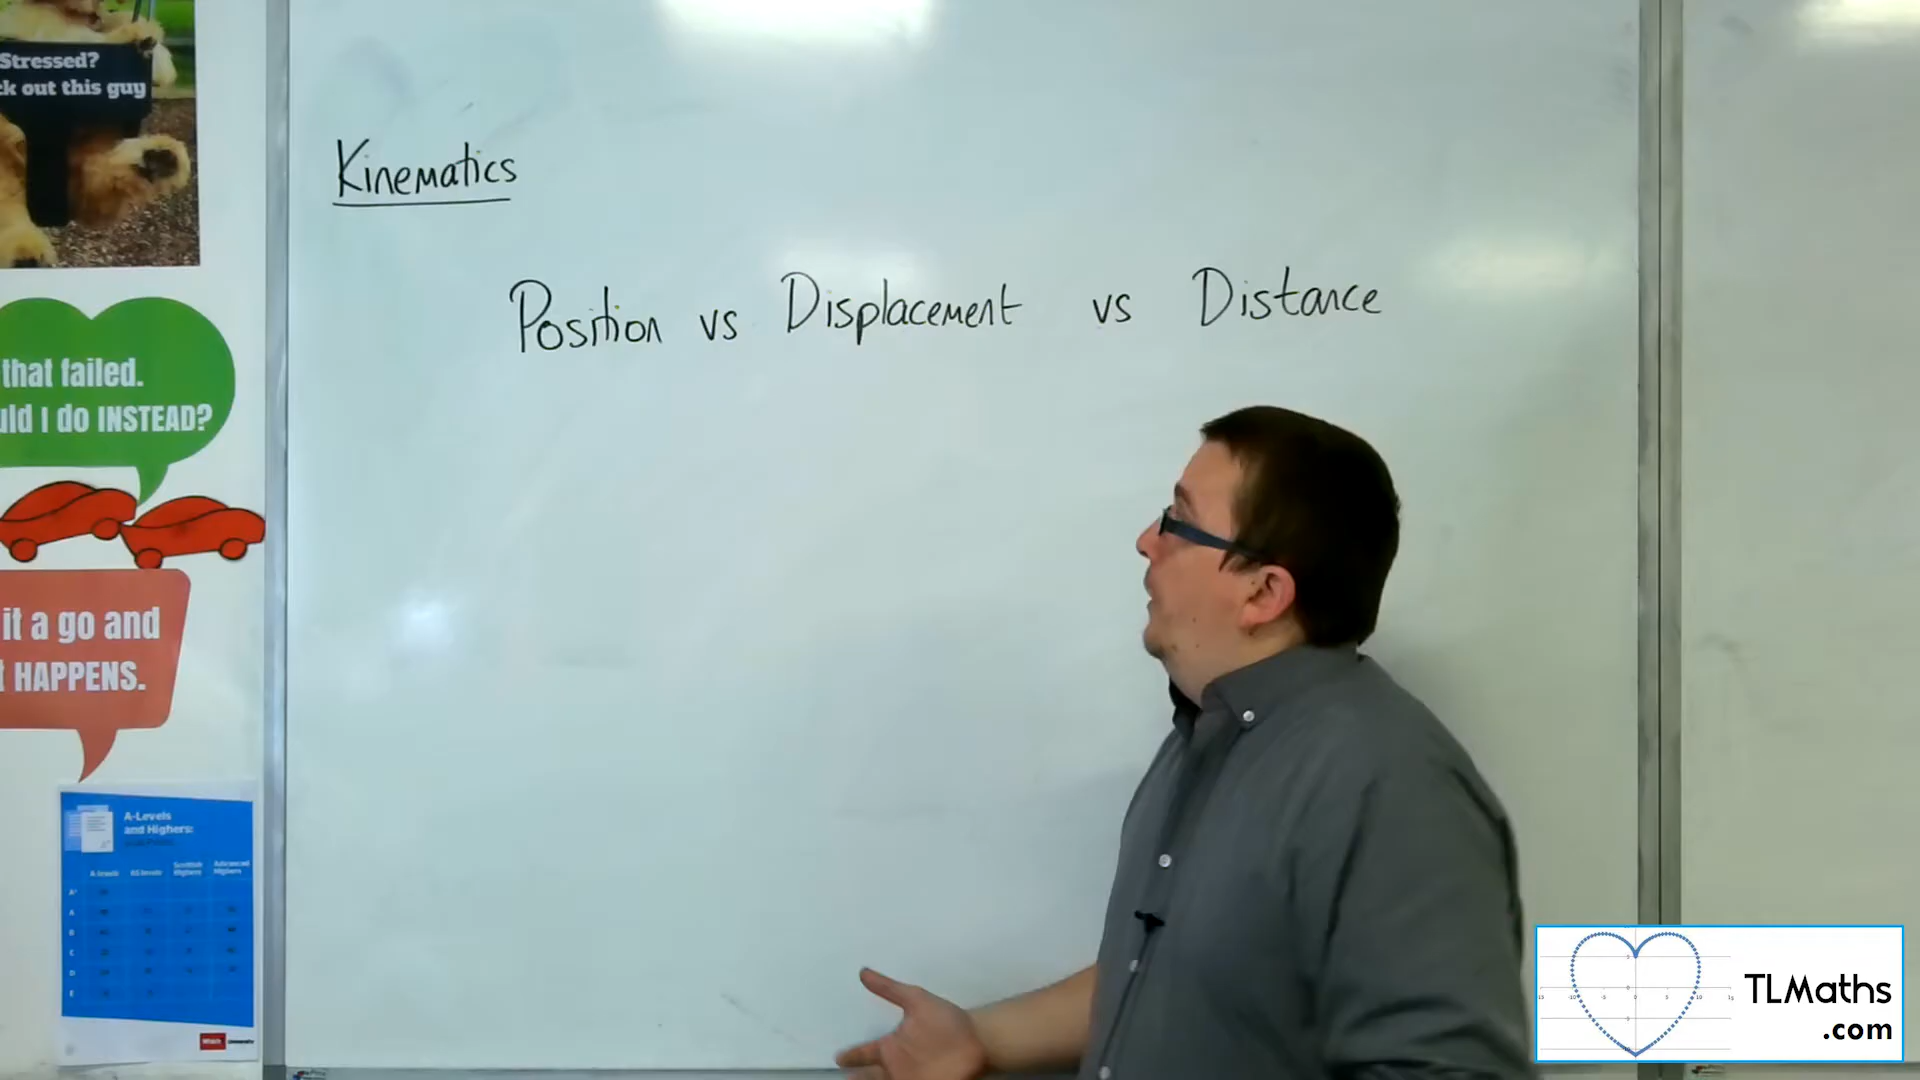 Stressed?
ck out this guy
Kinematics
Position vs Displacement vs Distance
that failed.
uld I do INSTEAD?
it a go and
HAPPENS.
A-Levels
and Highers:
TLMaths
.com